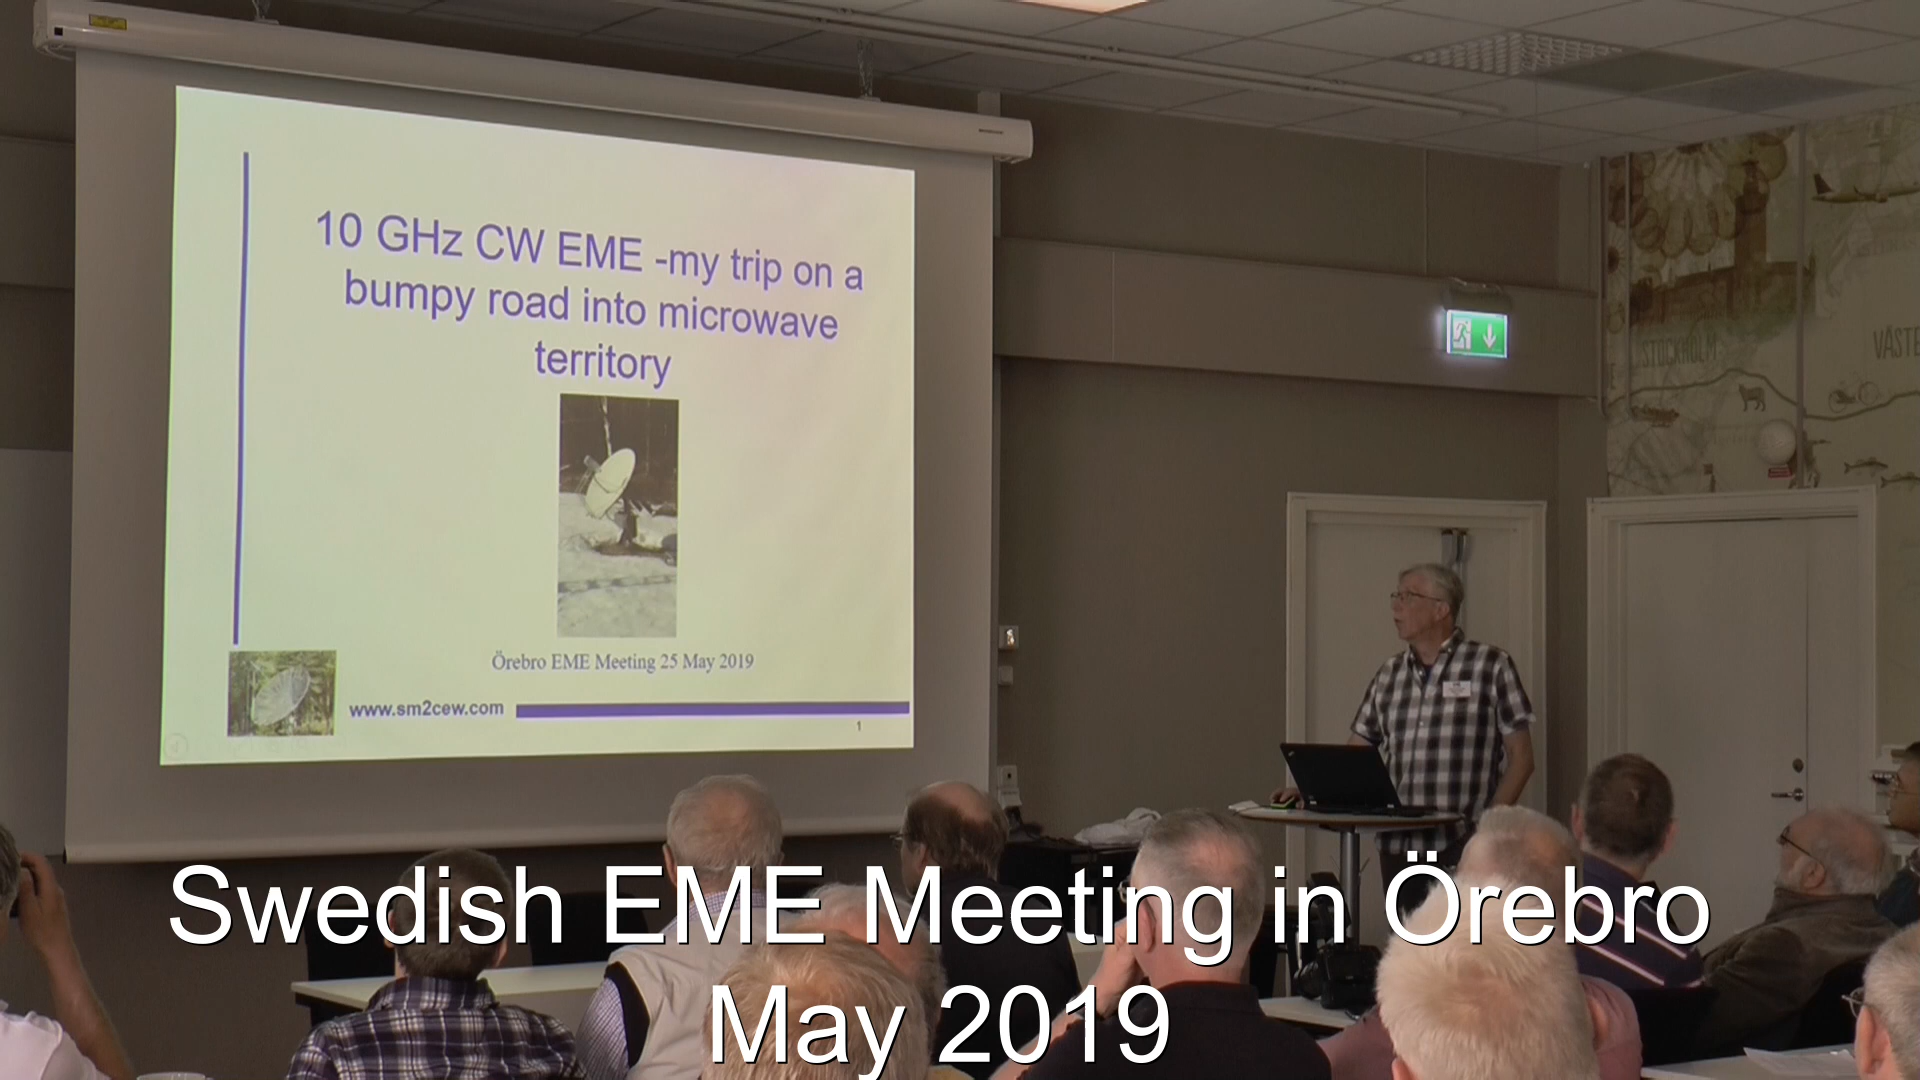 10 GHz CW EME -my trip on a
bumpy road into microwave
territory
Örebro EME Meeting 25 May 2019
www.sm2cew.com
1
STOCKHOLM
Swedish EME Meeting in Örebro
May 2019